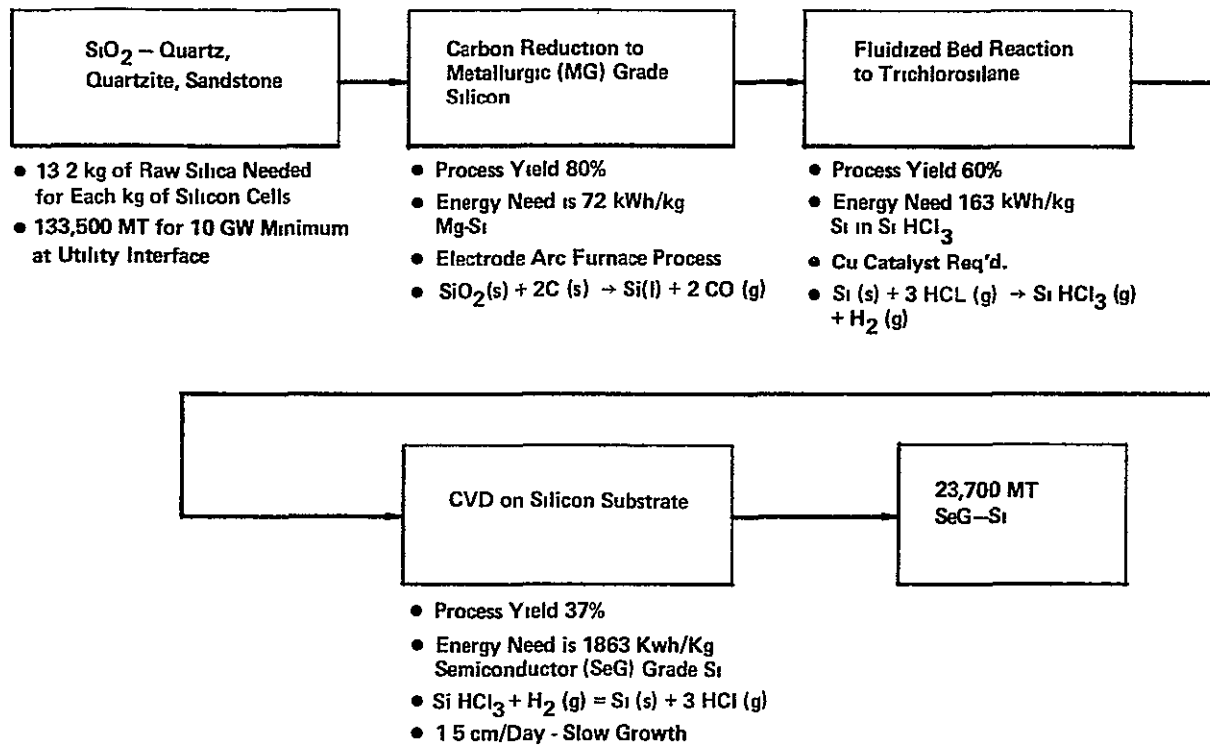 SiO2 – Quartz,
Quartzite, Sandstone
• 13 2 kg of Raw Silica Needed
for Each kg of Silicon Cells
• 133,500 MT for 10 GW Minimum
at Utility Interface
Carbon Reduction to
Metallurgic (MG) Grade
Silicon
• Process Yield 80%
• Energy Need is 72 kWh/kg
Mg-Si
• Electrode Arc Furnace Process
• SiO2(s) + 2C (s) → Si(l) + 2 CO (g)
Fluidized Bed Reaction
to Trichlorosilane
• Process Yield 60%
• Energy Need 163 kWh/kg
Si in Si HCl3
• Cu Catalyst Req'd.
• Si (s) + 3 HCL (g) → Si HCl3 (g)
+ H2 (g)
CVD on Silicon Substrate
• Process Yield 37%
• Energy Need is 1863 Kwh/Kg
Semiconductor (SeG) Grade Si
• Si HCl3 + H2 (g) = Si (s) + 3 HCl (g)
• 1 5 cm/Day - Slow Growth
23,700 MT
SeG–Si